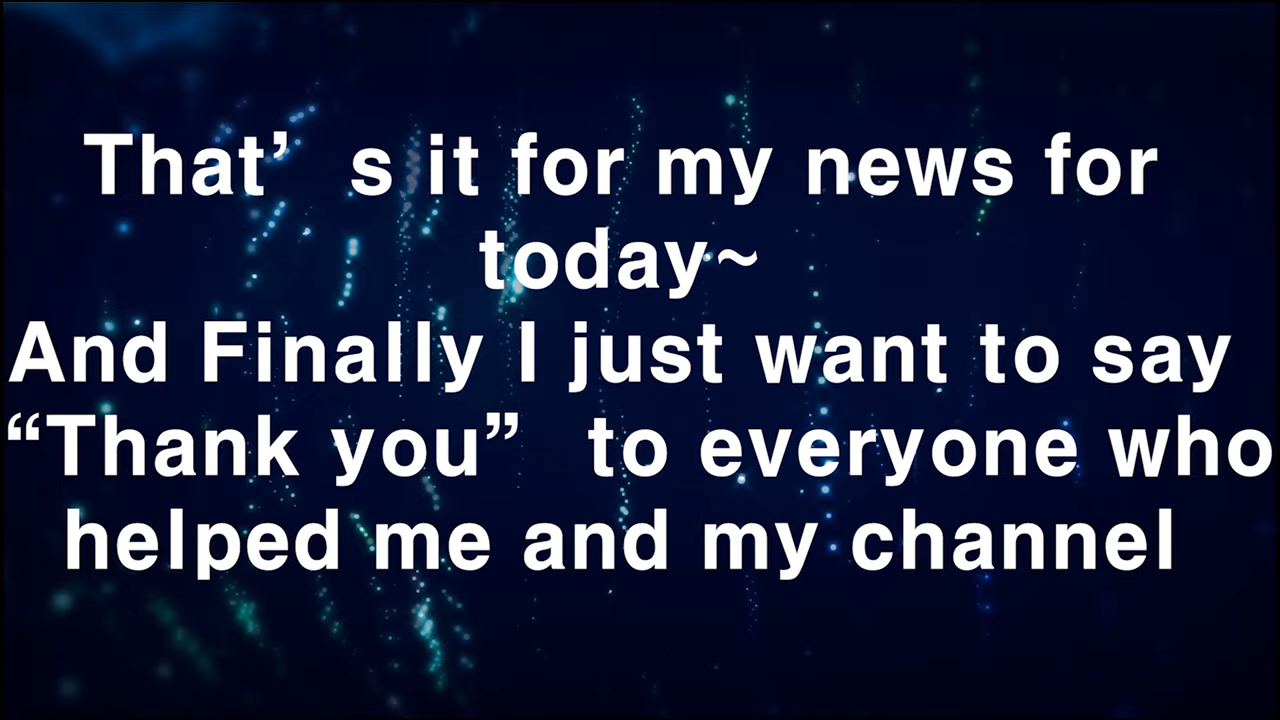 That’s it for my news for
today~
And Finally I just want to say
“Thank you” to everyone who
helped me and my channel